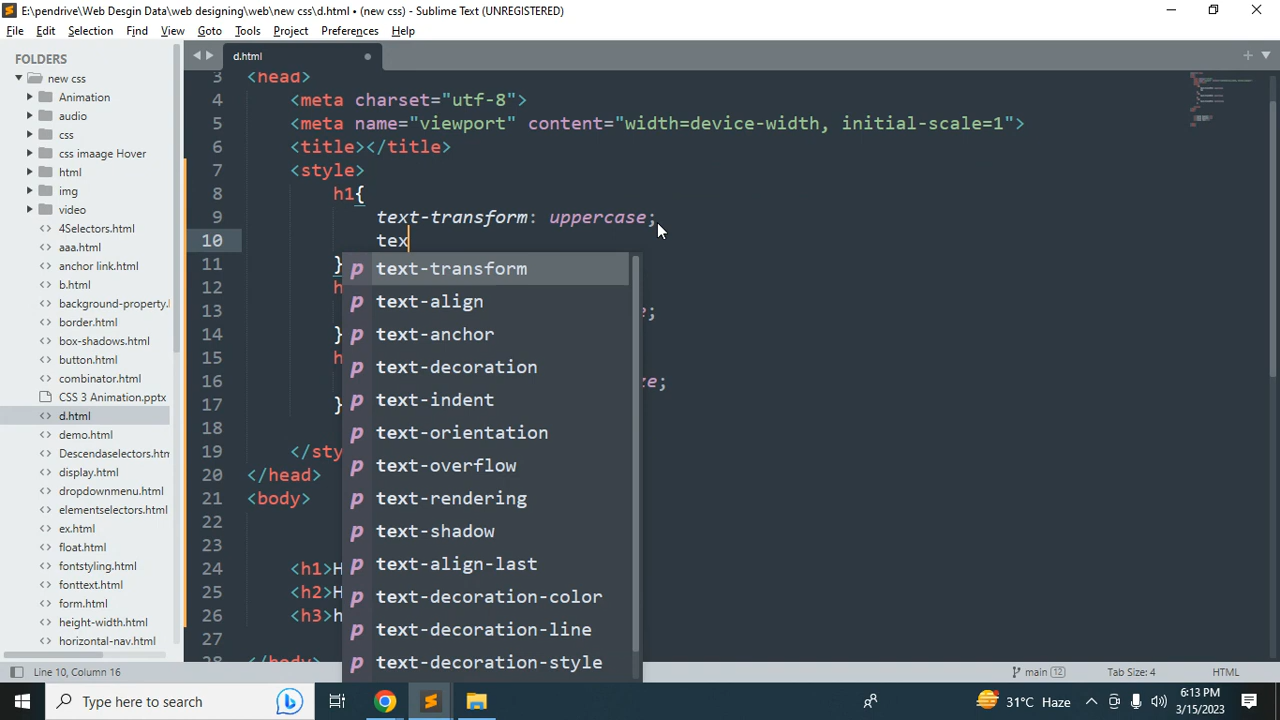 E:\pendrive\Web Desgin Data\web designing\web\new css\d.html • (new css) - Sublime Text (UNREGISTERED)
File Edit Selection Find View Goto Tools Project Preferences Help
FOLDERS
new css
Animation
audio
css
css imaage Hover
html
img
video
4Selectors.html
aaa.html
anchor link.html
b.html
background-property.l
border.html
box-shadows.html
button.html
combinator.html
CSS 3 Animation.pptx
d.html
demo.html
Descendaselectors.htm
display.html
dropdownmenu.html
elementselectors.html
ex.html
float.html
fontstyling.html
fonttext.html
form.html
height-width.html
horizontal-nav.html
d.html
3 <head>
4 <meta charset="utf-8">
5 <meta name="viewport" content="width=device-width, initial-scale=1">
6 <title></title>
7 <style>
8 h1{
9 text-transform: uppercase;
10 tex
11 }
12 h
13 e;
14 }
15 h
16 ze;
17 }
18
19 </sty
20 </head>
21 <body>
22
23
24 <h1>H
25 <h2>H
26 <h3>h
27
28 </body>
p text-transform
p text-align
p text-anchor
p text-decoration
p text-indent
p text-orientation
p text-overflow
p text-rendering
p text-shadow
p text-align-last
p text-decoration-color
p text-decoration-line
p text-decoration-style
Line 10, Column 16 main 12 Tab Size: 4 HTML
Type here to search 31°C Haze 6:13 PM
3/15/2023